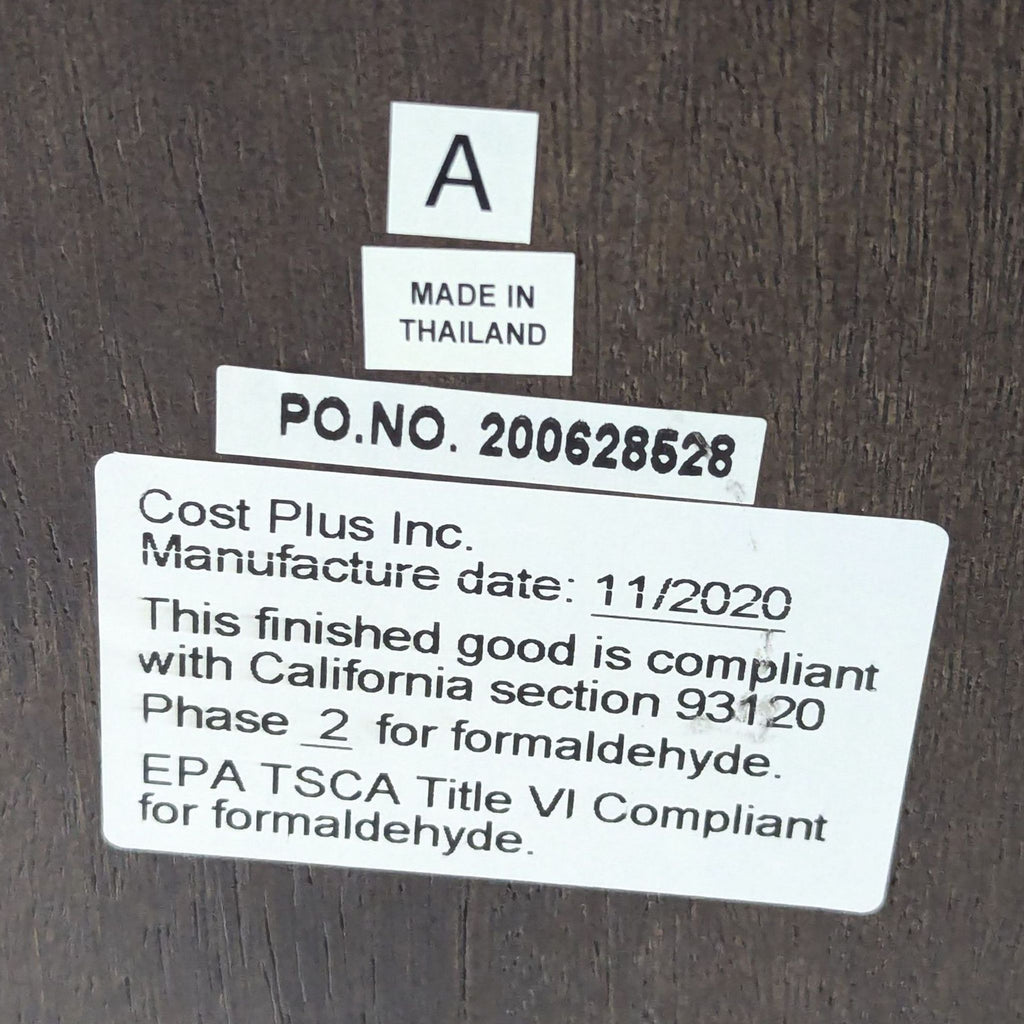 A
MADE IN
THAILAND
PO.NO. 200628528
Cost Plus Inc.
Manufacture date: 11/2020
This finished good is compliant
with California section 93120
Phase 2 for formaldehyde.
EPA TSCA Title VI Compliant
for formaldehyde.